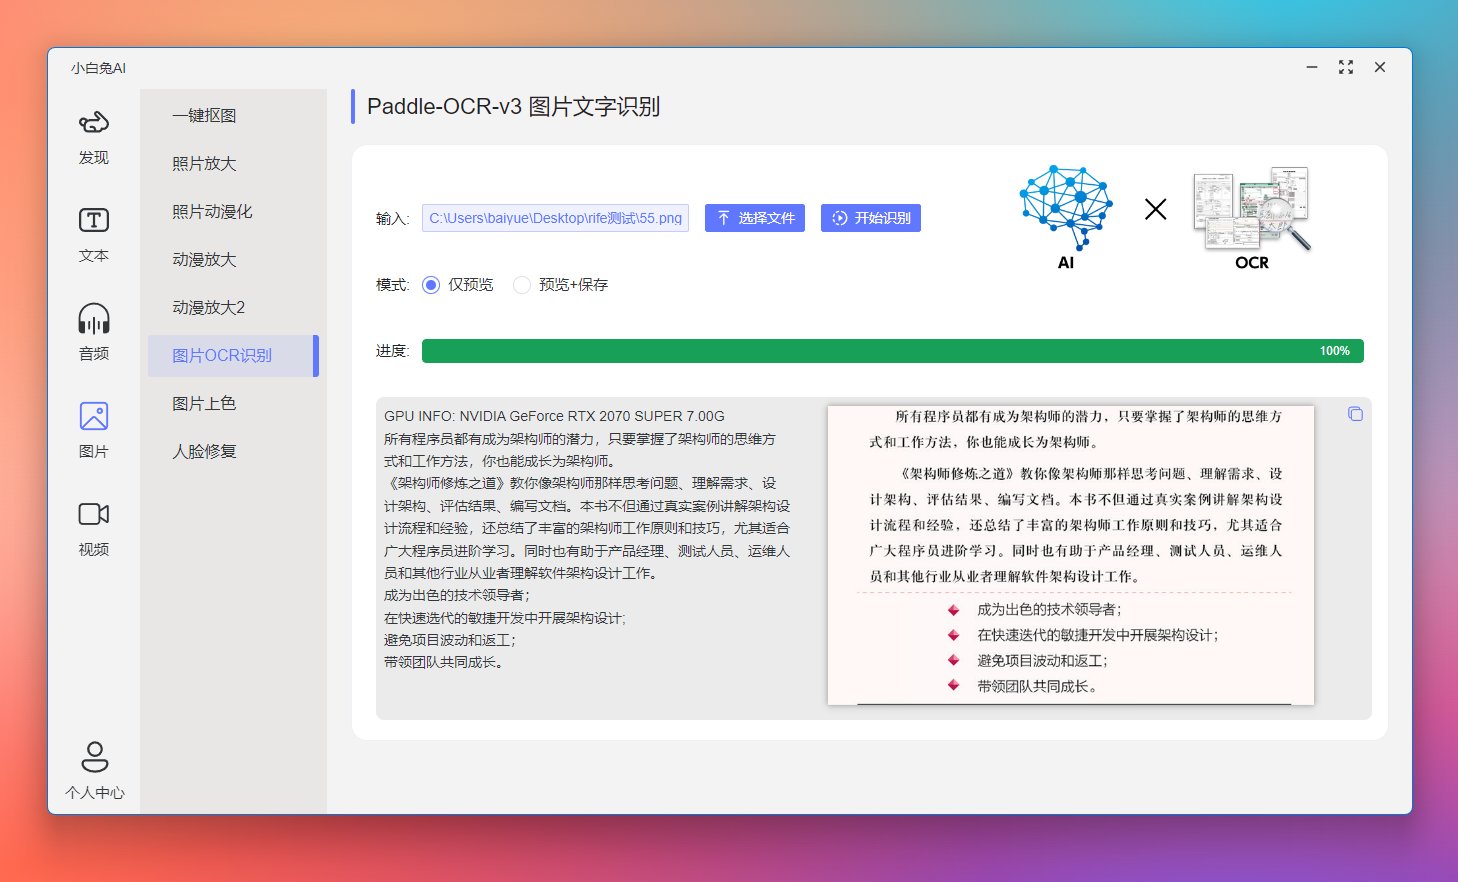 小白兔AI
发现
文本
音频
图片
视频
个人中心
一键抠图
照片放大
照片动漫化
动漫放大
动漫放大2
图片OCR识别
图片上色
人脸修复
Paddle-OCR-v3 图片文字识别
输入: C:\Users\baiyue\Desktop\rife测试\55.png 选择文件 开始识别
AI
OCR
模式: 仅预览 预览+保存
进度: 100%
GPU INFO: NVIDIA GeForce RTX 2070 SUPER 7.00G
所有程序员都有成为架构师的潜力，只要掌握了架构师的思维方
式和工作方法，你也能成长为架构师。
《架构师修炼之道》教你像架构师那样思考问题、理解需求、设
计架构、评估结果、编写文档。本书不但通过真实案例讲解架构设
计流程和经验，还总结了丰富的架构师工作原则和技巧，尤其适合
广大程序员进阶学习。同时也有助于产品经理、测试人员、运维人
员和其他行业从业者理解软件架构设计工作。
成为出色的技术领导者；
在快速选代的敏捷开发中开展架构设计;
避免项目波动和返工；
带领团队共同成长。
所有程序员都有成为架构师的潜力，只要掌握了架构师的思维方
式和工作方法，你也能成长为架构师。
《架构师修炼之道》教你像架构师那样思考问题、理解需求、设
计架构、评估结果、编写文档。本书不但通过真实案例讲解架构设
计流程和经验，还总结了丰富的架构师工作原则和技巧，尤其适合
广大程序员进阶学习。同时也有助于产品经理、测试人员、运维人
员和其他行业从业者理解软件架构设计工作。
成为出色的技术领导者；
在快速迭代的敏捷开发中开展架构设计；
避免项目波动和返工；
带领团队共同成长。